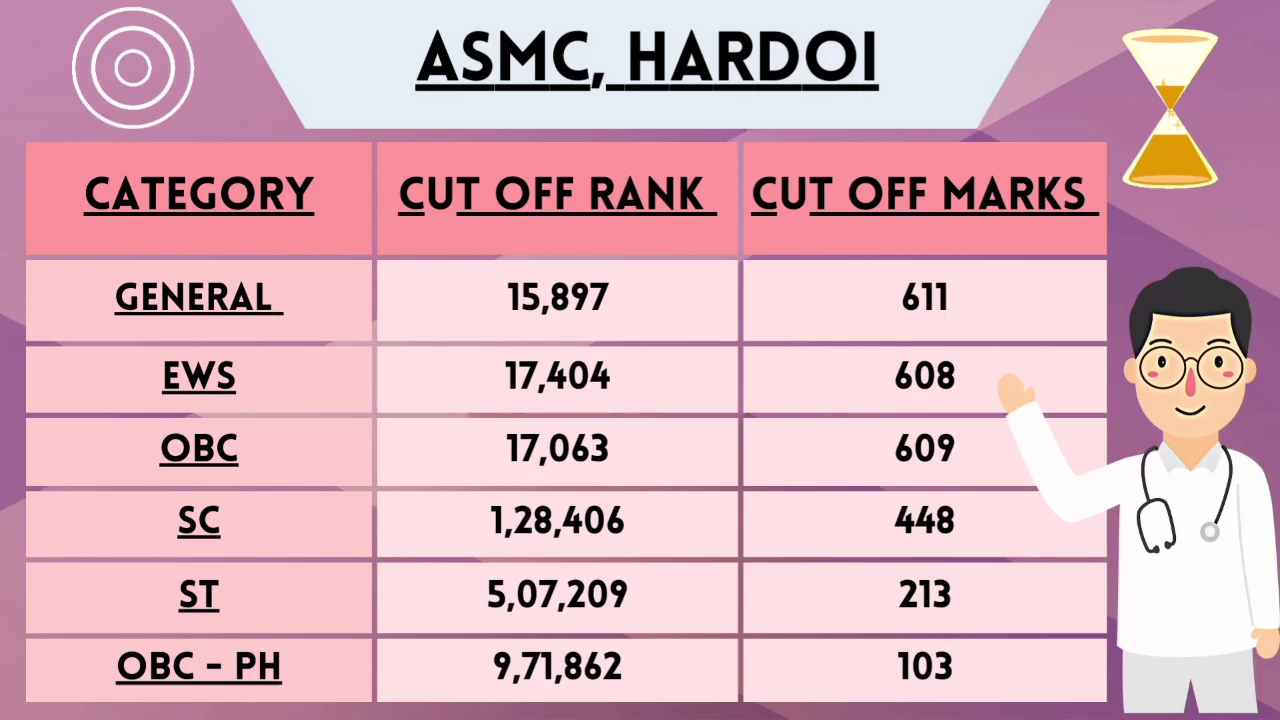 ASMC, HARDOI
CATEGORY CUT OFF RANK CUT OFF MARKS
GENERAL 15,897 611
EWS 17,404 608
OBC 17,063 609
SC 1,28,406 448
ST 5,07,209 213
OBC - PH 9,71,862 103